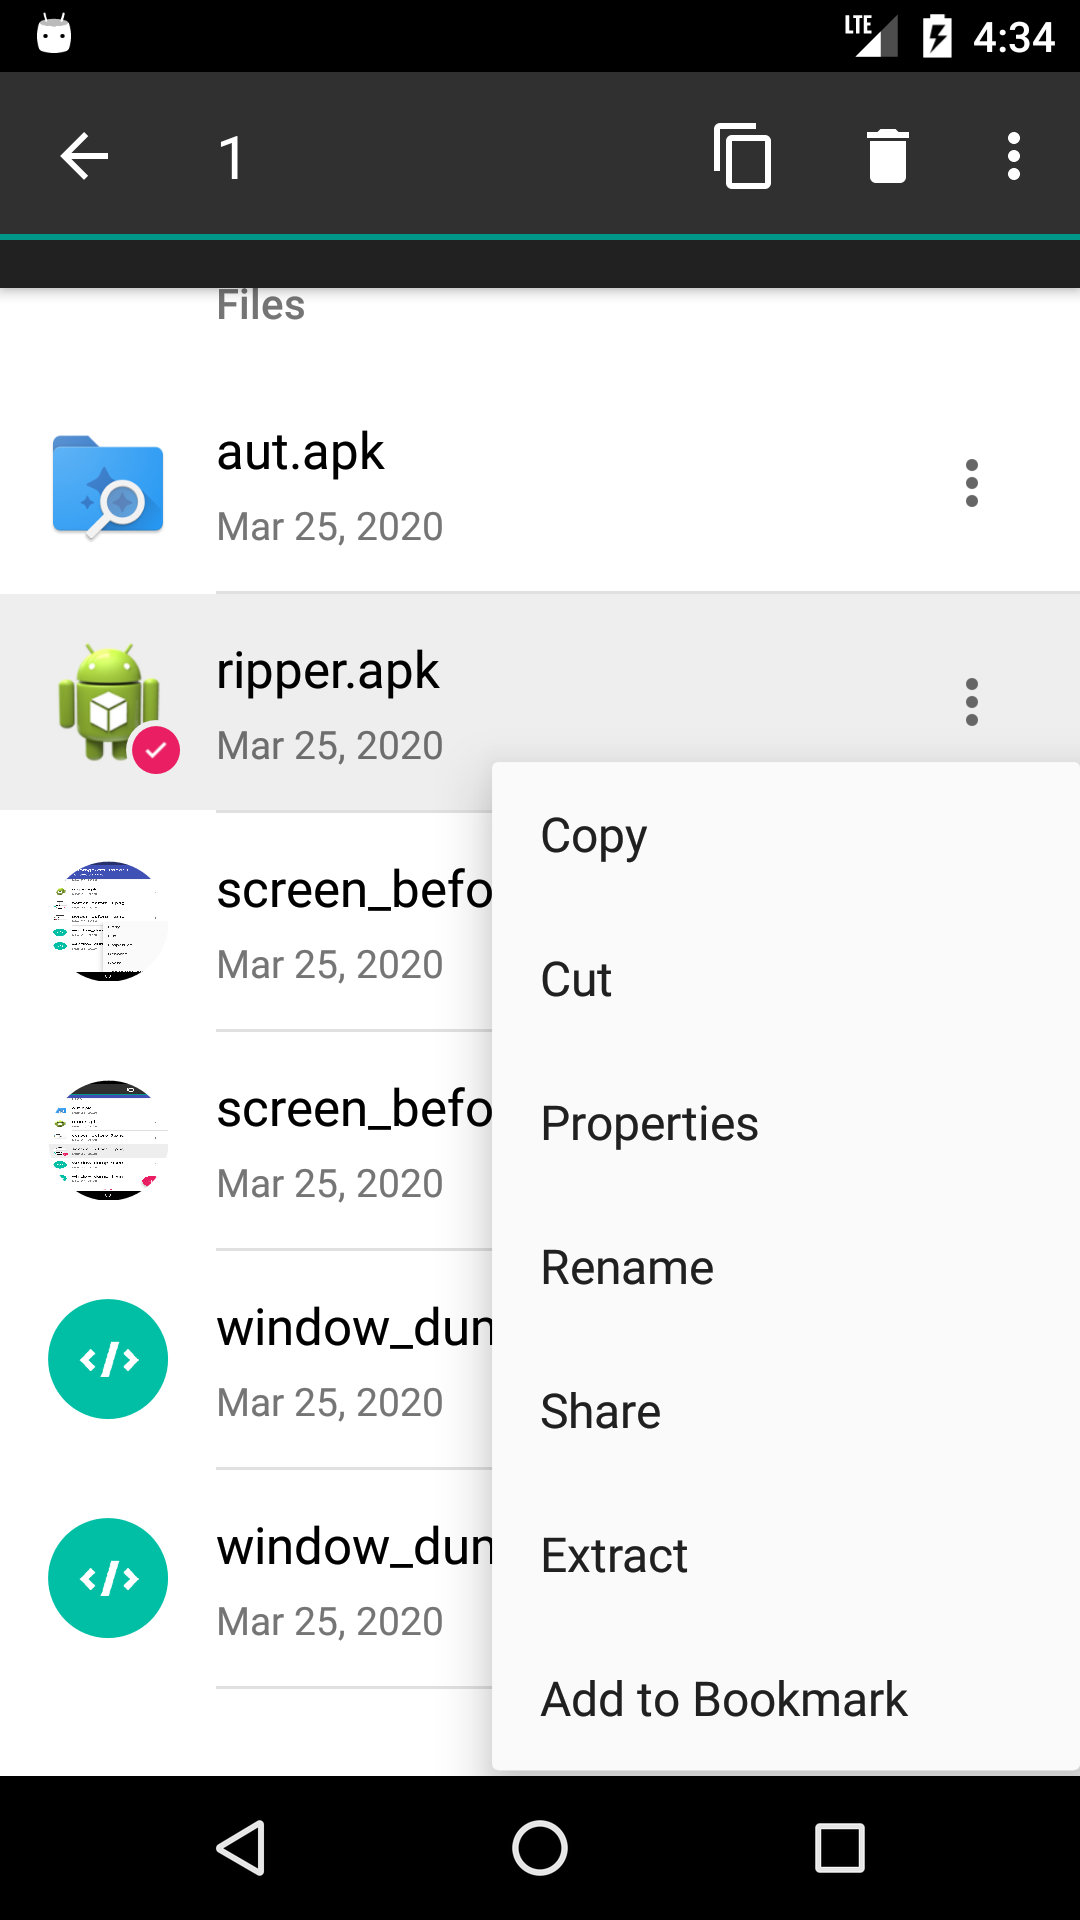 LTE 4:34
1
Files
aut.apk
Mar 25, 2020
ripper.apk
Mar 25, 2020
screen_befo
Mar 25, 2020
screen_befo
Mar 25, 2020
window_dun
Mar 25, 2020
window_dun
Mar 25, 2020
Copy
Cut
Properties
Rename
Share
Extract
Add to Bookmark